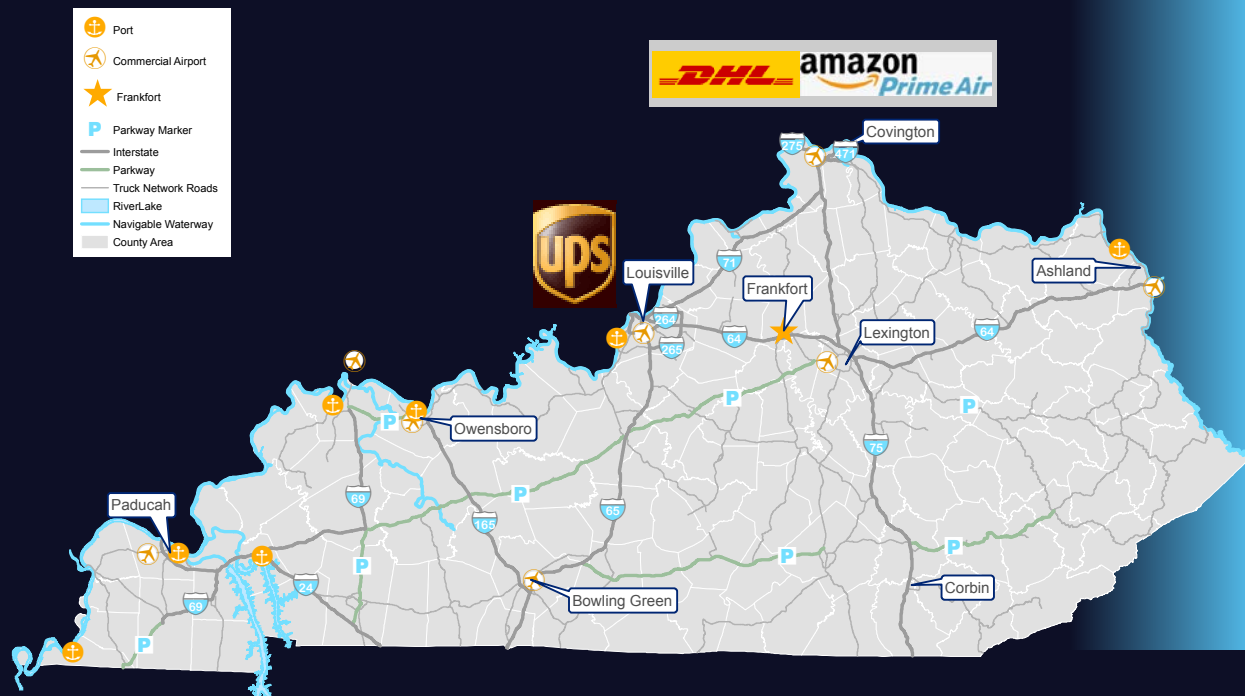 Port
Commercial Airport
Frankfort
P Parkway Marker
Interstate
Parkway
Truck Network Roads
RiverLake
Navigable Waterway
County Area
DHL amazon
Prime Air
ups
Covington
275
471
71
Louisville
Frankfort
Ashland
264
265
64
Lexington
64
P
P
P
Owensboro
75
69
P
165
65
Paducah
P
P
P
24
69
Bowling Green
Corbin
P